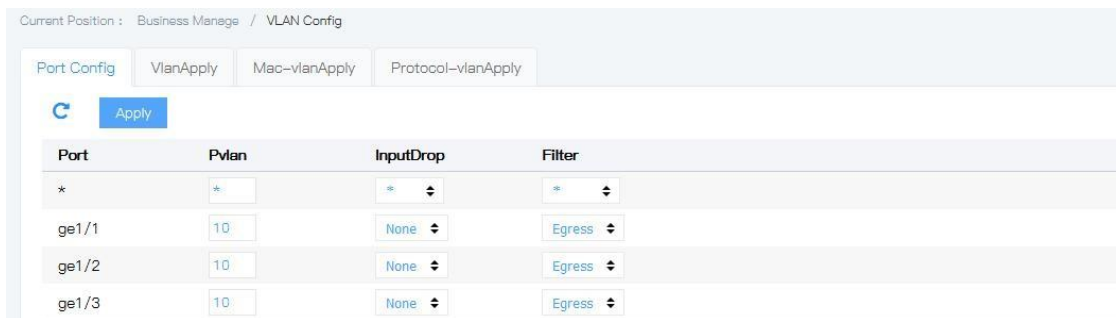 Current Position : Business Manage / VLAN Config
Port Config VlanApply Mac-vlanApply Protocol-vlanApply
Apply
Port Pvlan InputDrop Filter
* * * *
ge1/1 10 None Egress
ge1/2 10 None Egress
ge1/3 10 None Egress